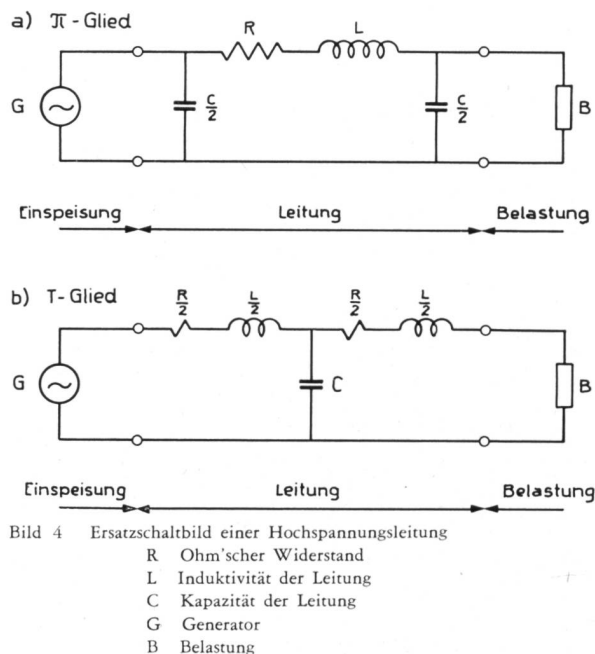 a) π - Glied
R L
G C/2 C/2 B
Einspeisung Leitung Belastung
b) T - Glied
R/2 L/2 R/2 L/2
G C B
Einspeisung Leitung Belastung
Bild 4 Ersatzschaltbild einer Hochspannungsleitung
R Ohm'scher Widerstand
L Induktivität der Leitung
C Kapazität der Leitung
G Generator
B Belastung